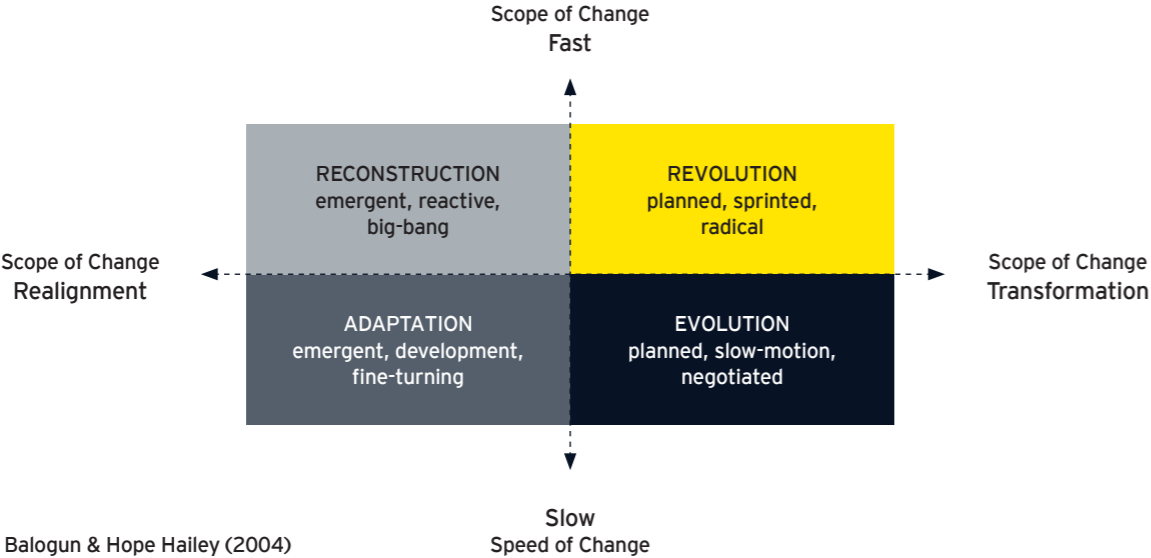 Scope of Change
Fast
RECONSTRUCTION
emergent, reactive,
big-bang
REVOLUTION
planned, sprinted,
radical
Scope of Change
Realignment
Scope of Change
Transformation
ADAPTATION
emergent, development,
fine-turning
EVOLUTION
planned, slow-motion,
negotiated
Slow
Speed of Change
Balogun & Hope Hailey (2004)